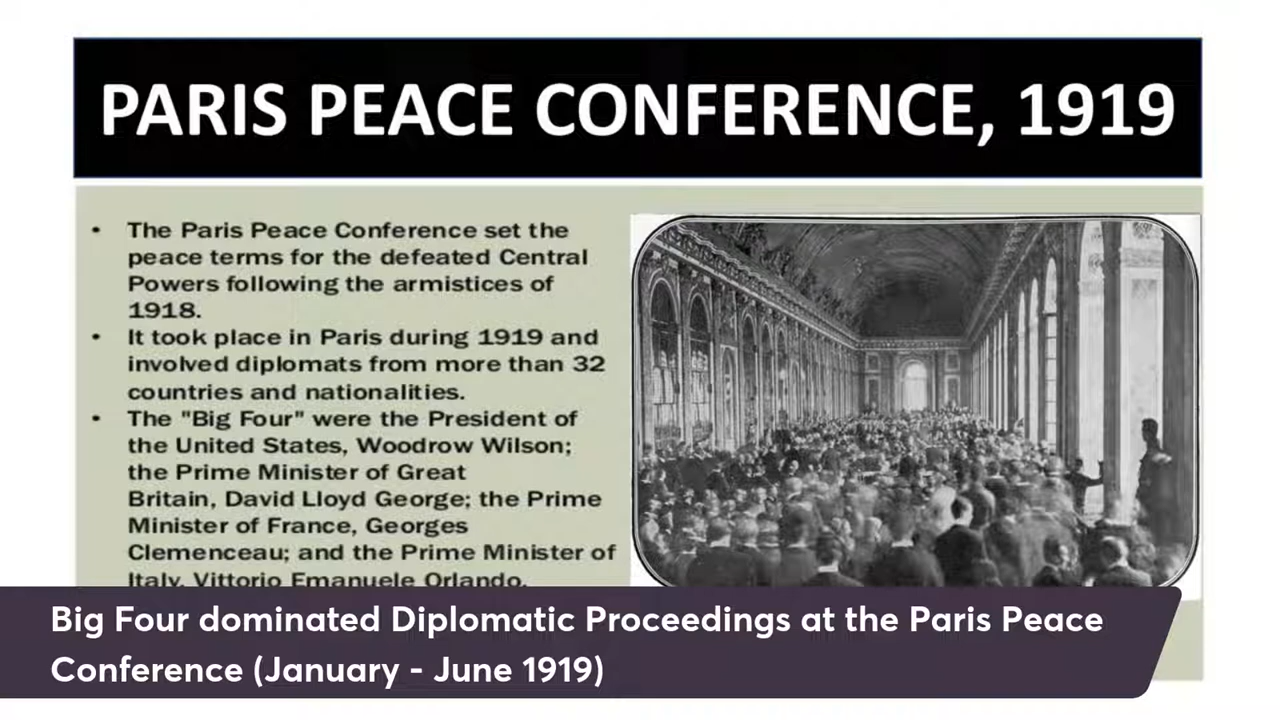 PARIS PEACE CONFERENCE, 1919
• The Paris Peace Conference set the
peace terms for the defeated Central
Powers following the armistices of
1918.
• It took place in Paris during 1919 and
involved diplomats from more than 32
countries and nationalities.
• The "Big Four" were the President of
the United States, Woodrow Wilson;
the Prime Minister of Great
Britain, David Lloyd George; the Prime
Minister of France, Georges
Clemenceau; and the Prime Minister of
Italy, Vittorio Emanuele Orlando.
Big Four dominated Diplomatic Proceedings at the Paris Peace
Conference (January - June 1919)